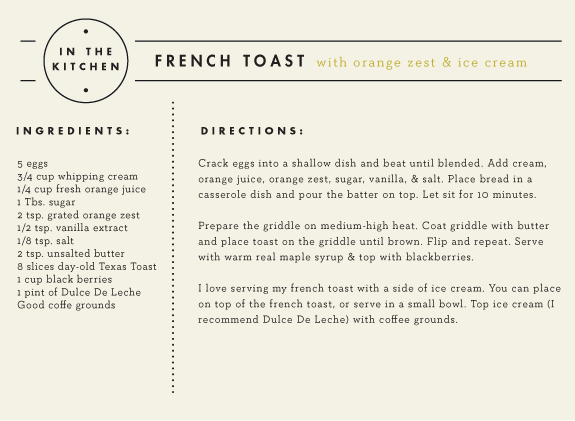 IN THE
KITCHEN
FRENCH TOAST with orange zest & ice cream
INGREDIENTS:
5 eggs
3/4 cup whipping cream
1/4 cup fresh orange juice
1 Tbs. sugar
2 tsp. grated orange zest
1/2 tsp. vanilla extract
1/8 tsp. salt
2 tsp. unsalted butter
8 slices day-old Texas Toast
1 cup black berries
1 pint of Dulce De Leche
Good coffe grounds
DIRECTIONS:
Crack eggs into a shallow dish and beat until blended. Add cream,
orange juice, orange zest, sugar, vanilla, & salt. Place bread in a
casserole dish and pour the batter on top. Let sit for 10 minutes.
Prepare the griddle on medium-high heat. Coat griddle with butter
and place toast on the griddle until brown. Flip and repeat. Serve
with warm real maple syrup & top with blackberries.
I love serving my french toast with a side of ice cream. You can place
on top of the french toast, or serve in a small bowl. Top ice cream (I
recommend Dulce De Leche) with coffee grounds.